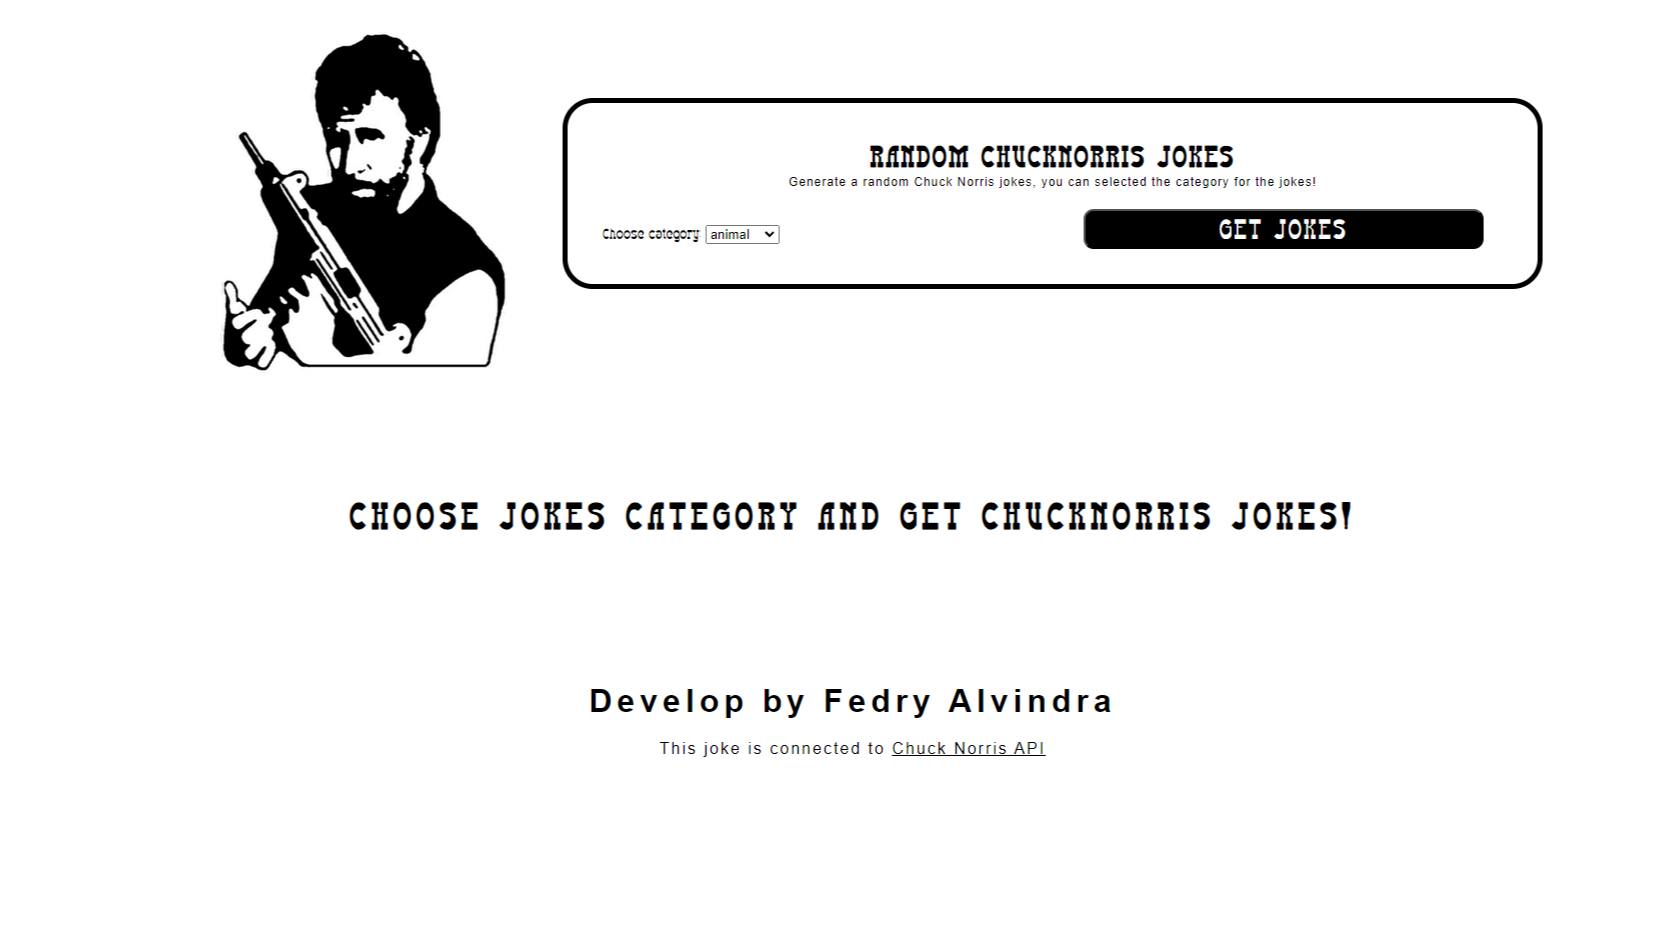 RANDOM CHUCKNORRIS JOKES
Generate a random Chuck Norris jokes, you can selected the category for the jokes!
Choose category: animal
GET JOKES
CHOOSE JOKES CATEGORY AND GET CHUCKNORRIS JOKES!
Develop by Fedry Alvindra
This joke is connected to Chuck Norris API